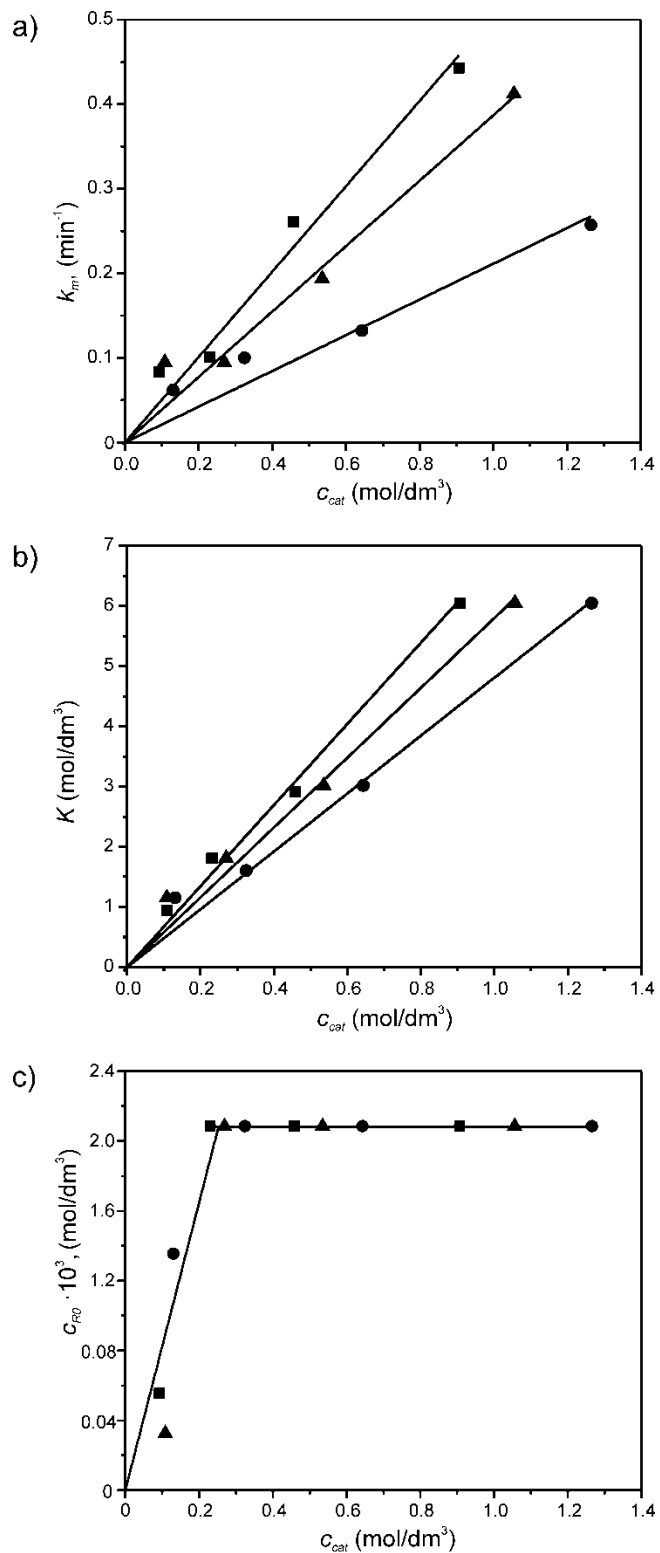 a)
0.5
0.4
0.3
0.2
0.1
0
k_m, (min⁻¹)
0.0 0.2 0.4 0.6 0.8 1.0 1.2 1.4
c_cat (mol/dm³)
b)
7
6
5
4
3
2
1
0
K (mol/dm³)
0.0 0.2 0.4 0.6 0.8 1.0 1.2 1.4
c_cat (mol/dm³)
c)
2.4
2.0
1.6
1.2
0.08
0.04
0
c_R0 · 10³, (mol/dm³)
0 0.2 0.4 0.6 0.8 1.0 1.2 1.4
c_cat (mol/dm³)